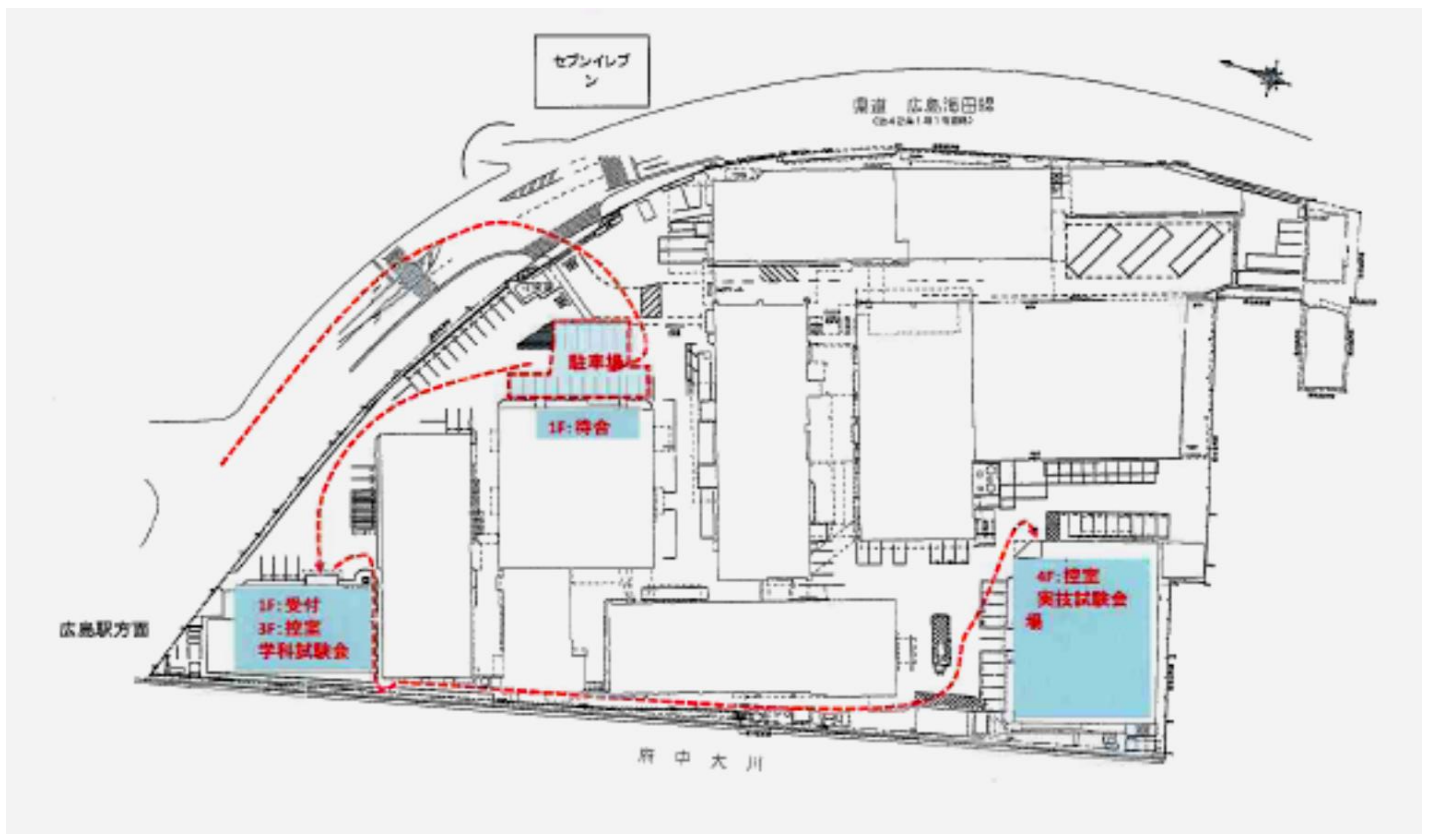 セブンイレブ
ン
県道 広島海田線
駐車場
1F：待合
1F：受付
3F：控室
学科試験会
4F：控室
実技試験会
場
広島駅方面
府中大川